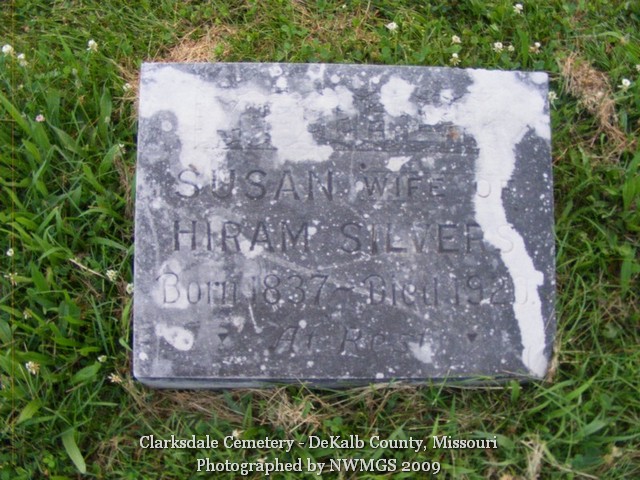 SUSAN WIFE OF
HIRAM SILVERS
Born 1837 - Died 1920.
At Rest
Clarksdale Cemetery - DeKalb County, Missouri
Photographed by NWMGS 2009